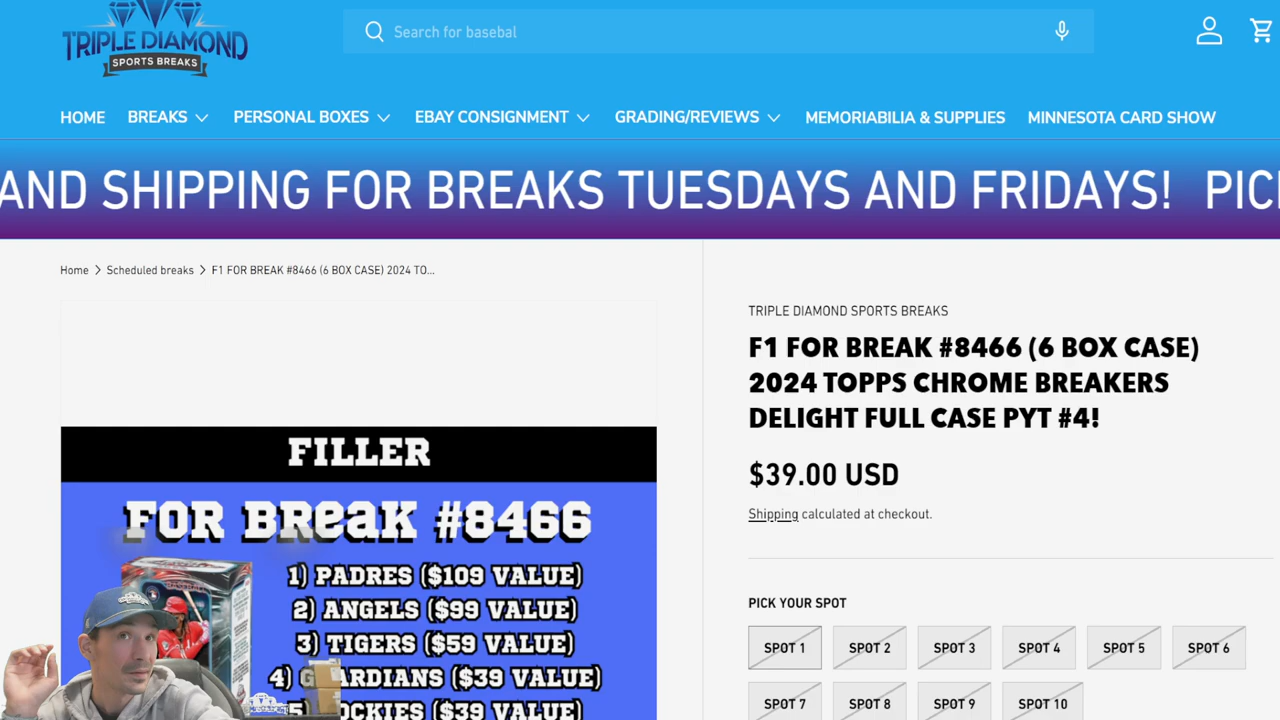 TRIPLE DIAMOND
SPORTS BREAKS
Search for basebal
HOME BREAKS PERSONAL BOXES EBAY CONSIGNMENT GRADING/REVIEWS MEMORIABILIA & SUPPLIES MINNESOTA CARD SHOW
AND SHIPPING FOR BREAKS TUESDAYS AND FRIDAYS! PICK
Home > Scheduled breaks > F1 FOR BREAK #8466 (6 BOX CASE) 2024 TO...
FILLER
FOR BREAK #8466
1) PADRES ($109 VALUE)
2) ANGELS ($99 VALUE)
3) TIGERS ($59 VALUE)
4) G RDIANS ($39 VALUE)
5) OCKIES ($39 VALUE)
TRIPLE DIAMOND SPORTS BREAKS
F1 FOR BREAK #8466 (6 BOX CASE)
2024 TOPPS CHROME BREAKERS
DELIGHT FULL CASE PYT #4!
$39.00 USD
Shipping calculated at checkout.
PICK YOUR SPOT
SPOT 1 SPOT 2 SPOT 3 SPOT 4 SPOT 5 SPOT 6
SPOT 7 SPOT 8 SPOT 9 SPOT 10